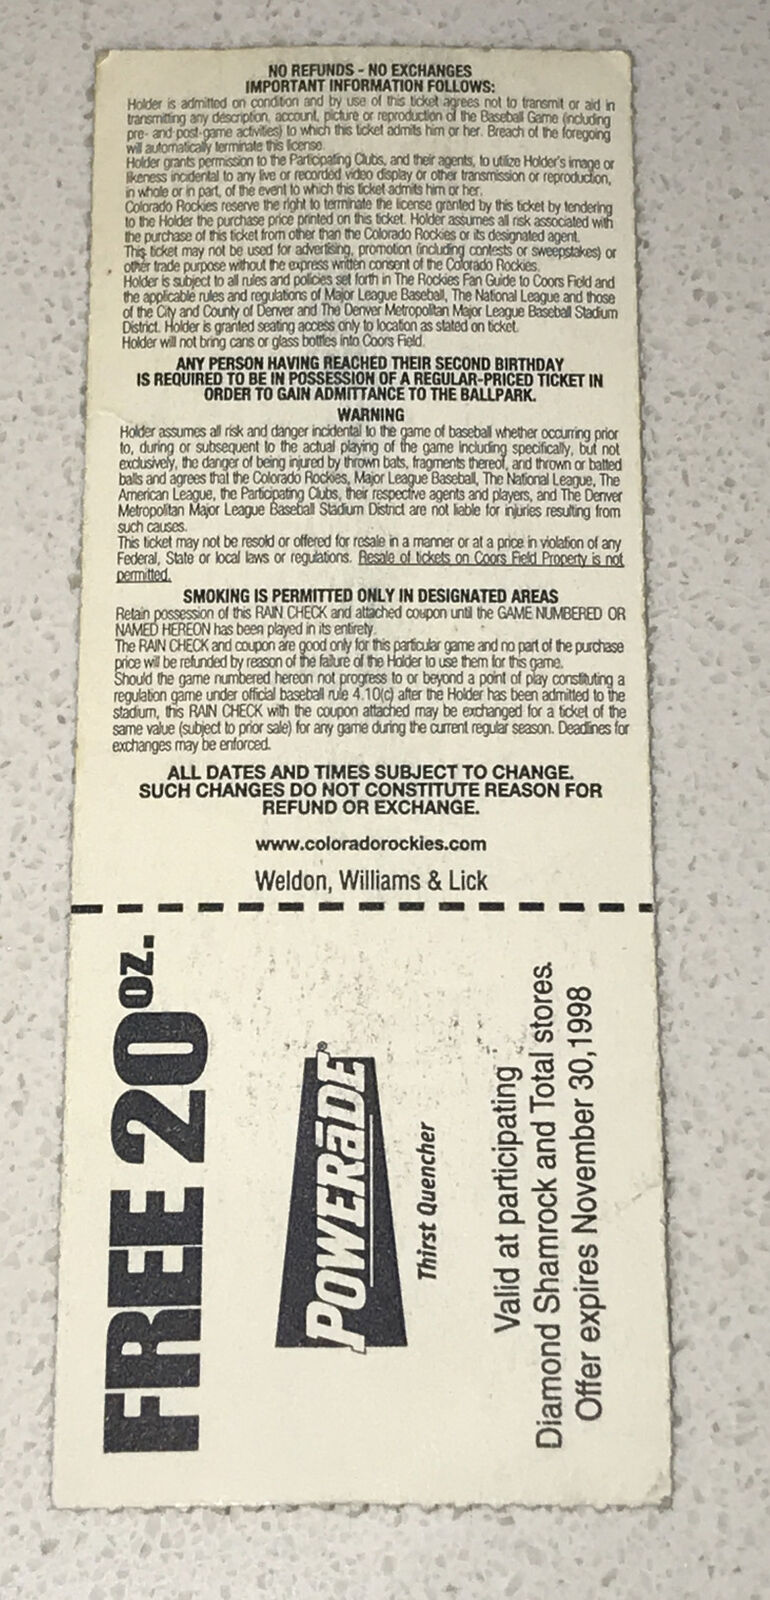 NO REFUNDS - NO EXCHANGES
IMPORTANT INFORMATION FOLLOWS:
Holder is admitted on condition and by use of this ticket agrees not to transmit or aid in
transmitting any description, account, picture or reproduction of the Baseball Game (including
pre- and post-game activities) to which this ticket admits him or her. Breach of the foregoing
will automatically terminate this license.
Holder grants permission to the Participating Clubs, and their agents, to utilize Holder's image or
likeness incidental to any live or recorded video display or other transmission or reproduction,
in whole or in part, of the event to which this ticket admits him or her.
Colorado Rockies reserve the right to terminate the license granted by this ticket by tendering
to the Holder the purchase price printed on this ticket. Holder assumes all risk associated with
the purchase of this ticket from other than the Colorado Rockies or its designated agent.
This ticket may not be used for advertising, promotion (including contests or sweepstakes) or
other trade purpose without the express written consent of the Colorado Rockies.
Holder is subject to all rules and policies set forth in The Rockies Fan Guide to Coors Field and
the applicable rules and regulations of Major League Baseball, The National League and those
of the City and County of Denver and The Denver Metropolitan Major League Baseball Stadium
District. Holder is granted seating access only to location as stated on ticket.
Holder will not bring cans or glass bottles into Coors Field.
ANY PERSON HAVING REACHED THEIR SECOND BIRTHDAY
IS REQUIRED TO BE IN POSSESSION OF A REGULAR-PRICED TICKET IN
ORDER TO GAIN ADMITTANCE TO THE BALLPARK.
WARNING
Holder assumes all risk and danger incidental to the game of baseball whether occurring prior
to, during or subsequent to the actual playing of the game including specifically, but not
exclusively, the danger of being injured by thrown bats, fragments thereof, and thrown or batted
balls and agrees that the Colorado Rockies, Major League Baseball, The National League, The
American League, the Participating Clubs, their respective agents and players, and The Denver
Metropolitan Major League Baseball Stadium District are not liable for injuries resulting from
such causes.
This ticket may not be resold or offered for resale in a manner or at a price in violation of any
Federal, State or local laws or regulations. Resale of tickets on Coors Field Property is not
permitted.
SMOKING IS PERMITTED ONLY IN DESIGNATED AREAS
Retain possession of this RAIN CHECK and attached coupon until the GAME NUMBERED OR
NAMED HEREON has been played in its entirety.
The RAIN CHECK and coupon are good only for this particular game and no part of the purchase
price will be refunded by reason of the failure of the Holder to use them for this game.
Should the game numbered hereon not progress to or beyond a point of play constituting a
regulation game under official baseball rule 4.10(c) after the Holder has been admitted to the
stadium, this RAIN CHECK with the coupon attached may be exchanged for a ticket of the
same value (subject to prior sale) for any game during the current regular season. Deadlines for
exchanges may be enforced.
ALL DATES AND TIMES SUBJECT TO CHANGE.
SUCH CHANGES DO NOT CONSTITUTE REASON FOR
REFUND OR EXCHANGE.
www.coloradorockies.com
Weldon, Williams & Lick
FREE 20 oz.
POWERāDE®
Thirst Quencher
Valid at participating
Diamond Shamrock and Total stores.
Offer expires November 30,1998